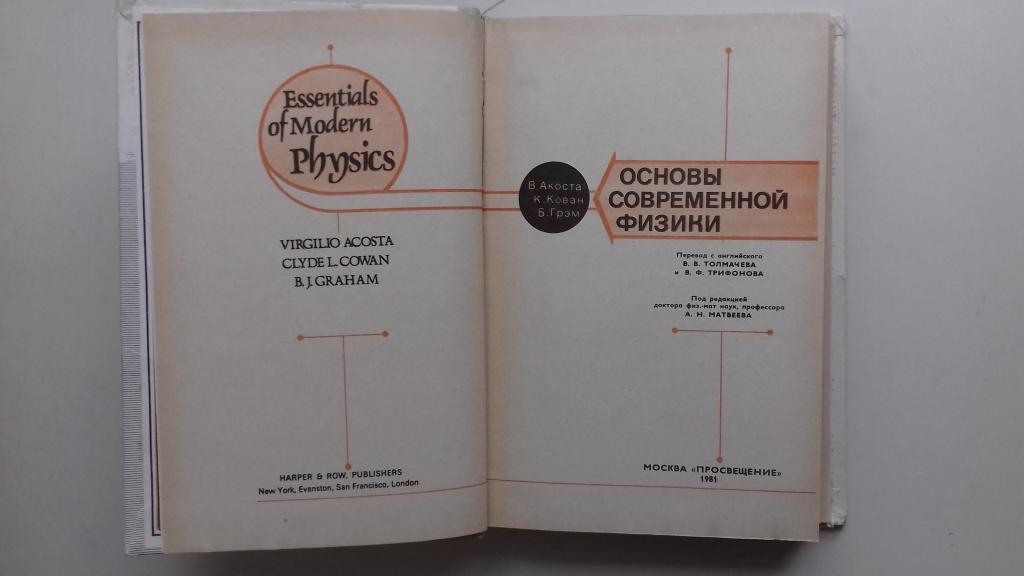 Essentials
of Modern
Physics
VIRGILIO ACOSTA
CLYDE L. COWAN
B. J. GRAHAM
HARPER & ROW, PUBLISHERS
New York, Evanston, San Francisco, London
В. Акоста
К. Кован
Б. Грэм
ОСНОВЫ
СОВРЕМЕННОЙ
ФИЗИКИ
Перевод с английского
В. В. ТОЛМАЧЕВА
и В. Ф. ТРИФОНОВА
Под редакцией
доктора физ.-мат наук, профессора
А. Н. МАТВЕЕВА
МОСКВА «ПРОСВЕЩЕНИЕ»
1981